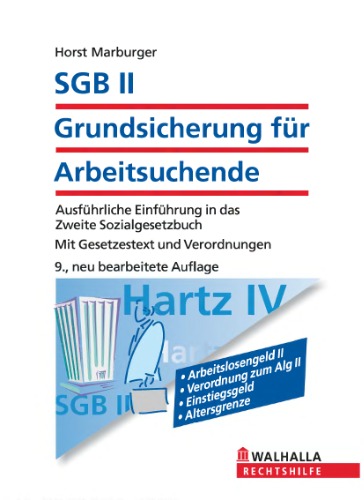 Horst Marburger
SGB II
Grundsicherung für
Arbeitsuchende
Ausführliche Einführung in das
Zweite Sozialgesetzbuch
Mit Gesetzestext und Verordnungen
9., neu bearbeitete Auflage
Hartz IV
Hartz
SGB II
• Arbeitslosengeld II
• Verordnung zum Alg II
• Einstiegsgeld
• Altersgrenze
WALHALLA
RECHTSHILFE